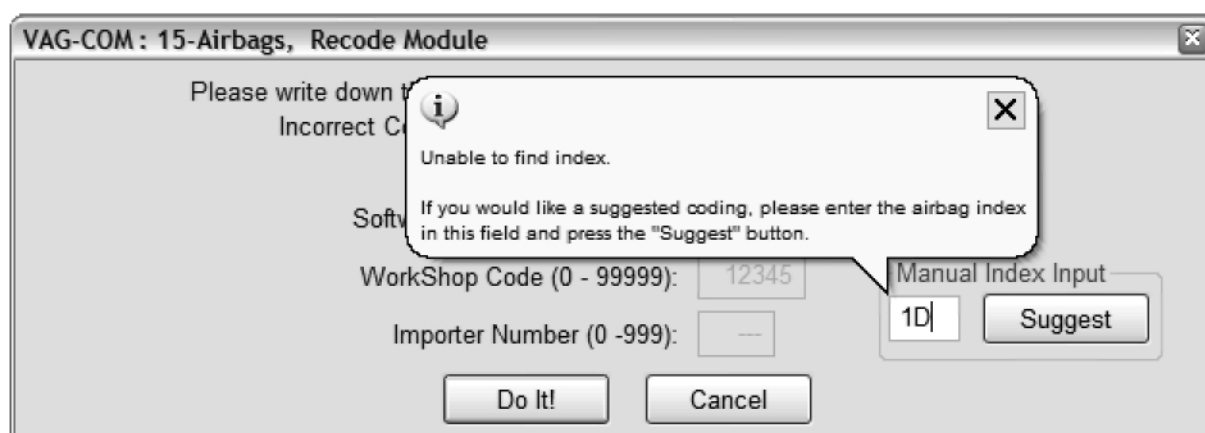 VAG-COM: 15-Airbags, Recode Module
Please write down
Incorrect
Unable to find index.
If you would like a suggested coding, please enter the airbag index
in this field and press the "Suggest" button.
WorkShop Code (0 - 99999): 12345
Manual Index Input
1D Suggest
Importer Number (0 -999): ---
Do It! Cancel